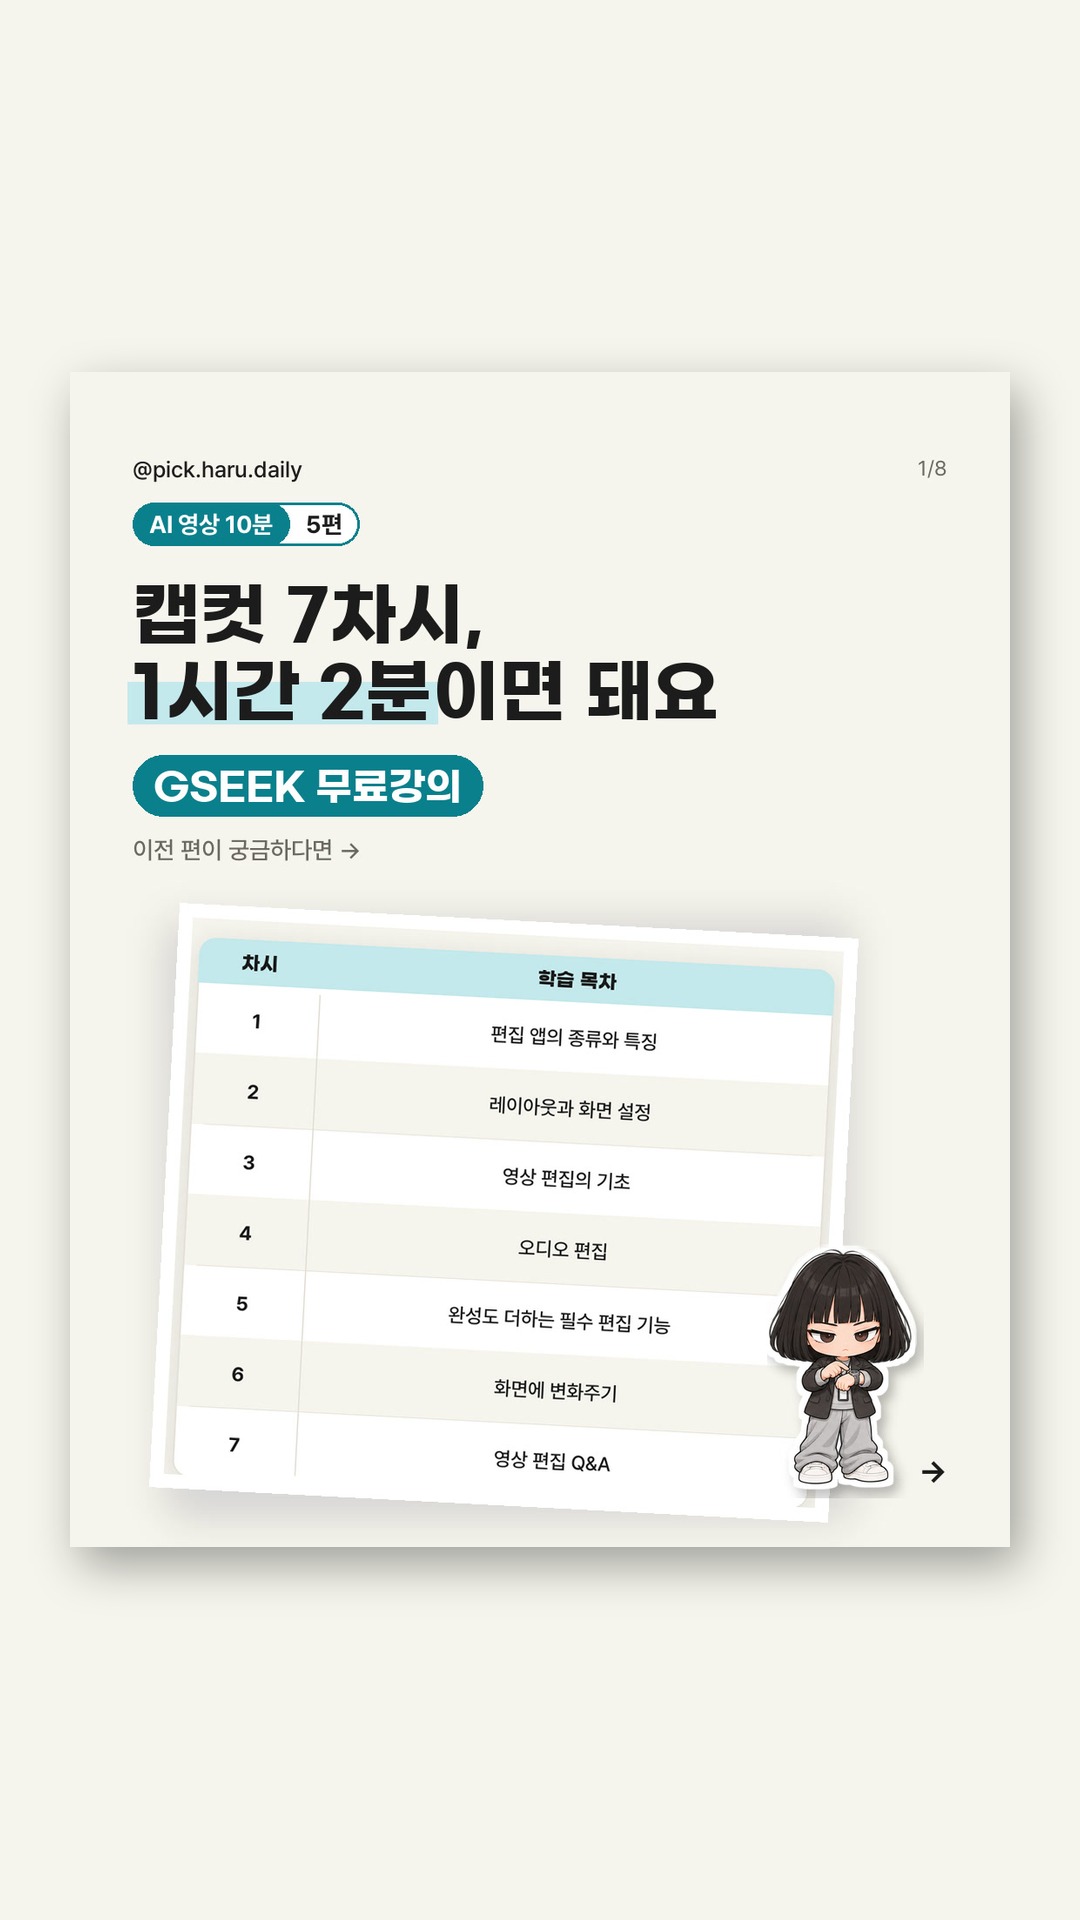 @pick.haru.daily
1/8
AI 영상 10분 5편
캡컷 7차시,
1시간 2분이면 돼요
GSEEK 무료강의
이전 편이 궁금하다면 →
차시 학습 목차
1 편집 앱의 종류와 특징
2 레이아웃과 화면 설정
3 영상 편집의 기초
4 오디오 편집
5 완성도 더하는 필수 편집 기능
6 화면에 변화주기
7 영상 편집 Q&A
→